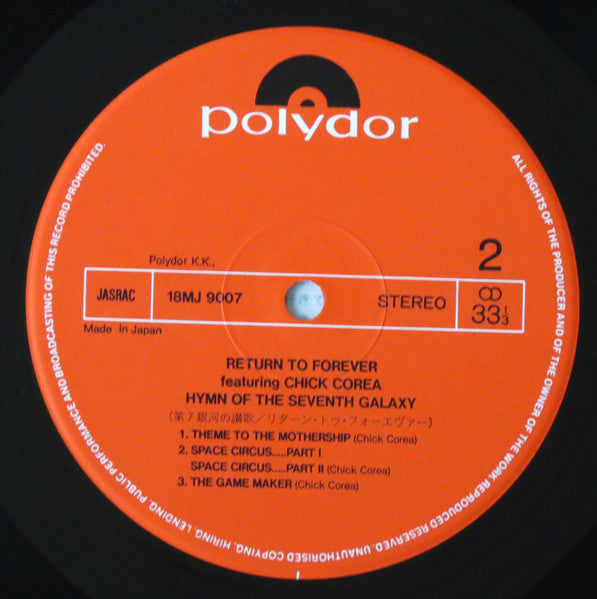 polydor
Polydor K.K.,
2
JASRAC
18MJ 9007
STEREO
33 1/3
Made in Japan
RETURN TO FOREVER
featuring CHICK COREA
HYMN OF THE SEVENTH GALAXY
(第7銀河の讃歌/リターン・トゥ・フォーエヴァー)
1. THEME TO THE MOTHERSHIP (Chick Corea)
2. SPACE CIRCUS.....PART I
SPACE CIRCUS.....PART II (Chick Corea)
3. THE GAME MAKER (Chick Corea)
ALL RIGHTS OF THE PRODUCER AND OF THE OWNER OF THE WORK REPRODUCED RESERVED. UNAUTHORISED COPYING, HIRING, LENDING, PUBLIC PERFORMANCE AND BROADCASTING OF THIS RECORD PROHIBITED.